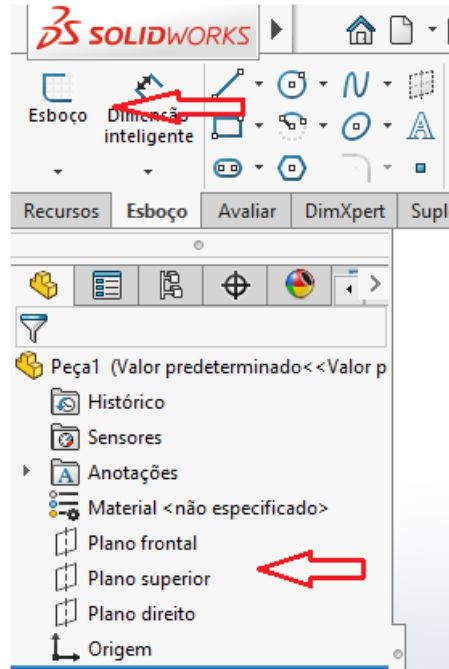 SOLIDWORKS
Esboço
Dimensão
inteligente
Recursos Esboço Avaliar DimXpert Supl
Peça1 (Valor predeterminado<<Valor p
Histórico
Sensores
Anotações
Material <não especificado>
Plano frontal
Plano superior
Plano direito
Origem